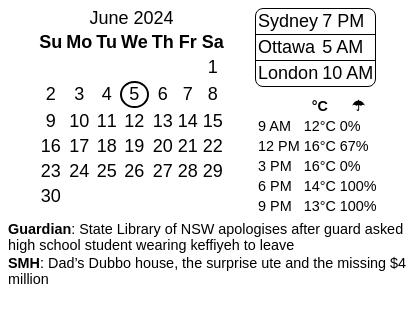 June 2024
Su Mo Tu We Th Fr Sa
1
2 3 4 5 6 7 8
9 10 11 12 13 14 15
16 17 18 19 20 21 22
23 24 25 26 27 28 29
30
Sydney 7 PM
Ottawa 5 AM
London 10 AM
°C ☂
9 AM 12°C 0%
12 PM 16°C 67%
3 PM 16°C 0%
6 PM 14°C 100%
9 PM 13°C 100%
Guardian: State Library of NSW apologises after guard asked
high school student wearing keffiyeh to leave
SMH: Dad’s Dubbo house, the surprise ute and the missing $4
million